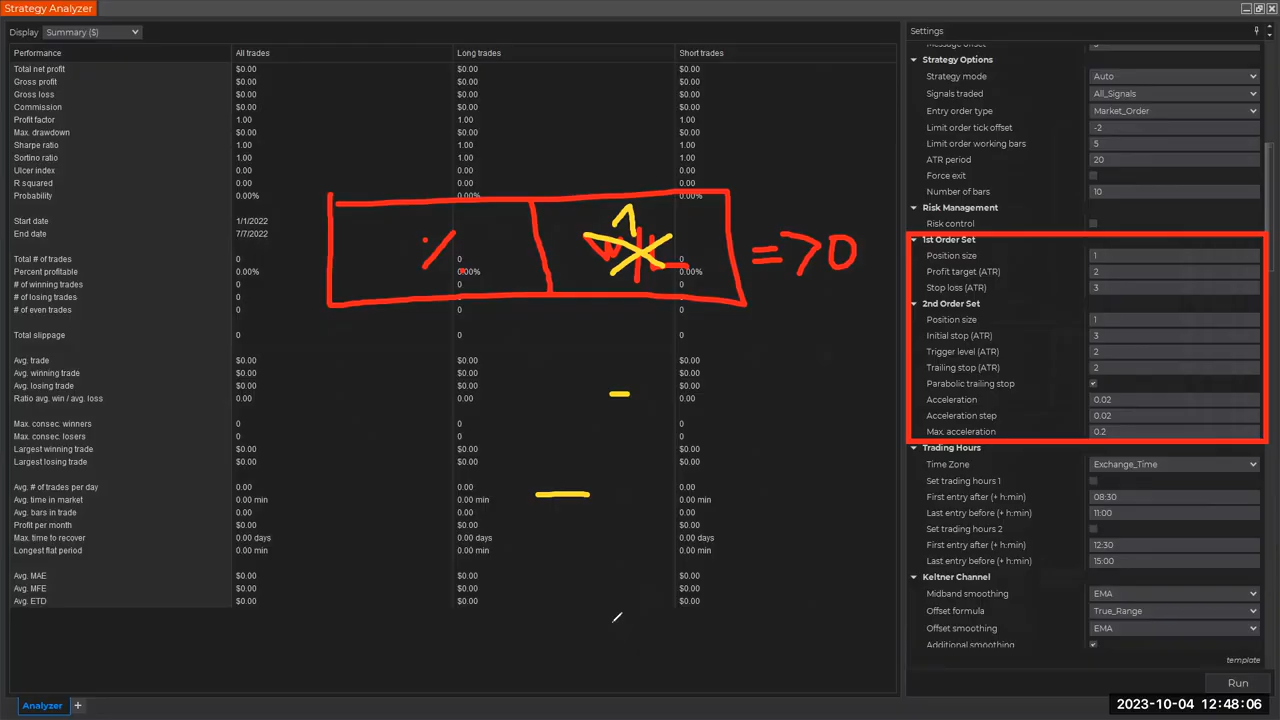 Strategy Analyzer
Display Summary ($)
Performance All trades Long trades Short trades
Total net profit $0.00 $0.00 $0.00
Gross profit $0.00 $0.00 $0.00
Gross loss $0.00 $0.00 $0.00
Commission $0.00 $0.00 $0.00
Profit factor 1.00 1.00 1.00
Max. drawdown $0.00 $0.00 $0.00
Sharpe ratio 1.00 1.00 1.00
Sortino ratio 1.00 1.00 1.00
Ulcer index 0.00 0.00 0.00
R squared 0.00 0.00 0.00
Probability 0.00% 0.00% 0.00%
Start date 1/1/2022
End date 7/7/2022
Total # of trades 0 0 0
Percent profitable 0.00% 0.00% 0.00%
# of winning trades 0 0 0
# of losing trades 0 0 0
# of even trades 0 0 0
Total slippage 0 0 0
Avg. trade $0.00 $0.00 $0.00
Avg. winning trade $0.00 $0.00 $0.00
Avg. losing trade $0.00 $0.00 $0.00
Ratio avg. win / avg. loss 0.00 0.00 0.00
Max. consec. winners 0 0 0
Max. consec. losers 0 0 0
Largest winning trade $0.00 $0.00 $0.00
Largest losing trade $0.00 $0.00 $0.00
Avg. # of trades per day 0.00 0.00 0.00
Avg. time in market 0.00 min 0.00 min 0.00 min
Avg. bars in trade 0.00 0.00 0.00
Profit per month $0.00 $0.00 $0.00
Max. time to recover 0.00 days 0.00 days 0.00 days
Longest flat period 0.00 min 0.00 min 0.00 min
Avg. MAE $0.00 $0.00 $0.00
Avg. MFE $0.00 $0.00 $0.00
Avg. ETD $0.00 $0.00 $0.00
% W/L => 0
Analyzer +
Settings
Message offset
Strategy Options
Strategy mode Auto
Signals traded All_Signals
Entry order type Market_Order
Limit order tick offset -2
Limit order working bars 5
ATR period 20
Force exit
Number of bars 10
Risk Management
Risk control
1st Order Set
Position size 1
Profit target (ATR) 2
Stop loss (ATR) 3
2nd Order Set
Position size 1
Initial stop (ATR) 3
Trigger level (ATR) 2
Trailing stop (ATR) 2
Parabolic trailing stop
Acceleration 0.02
Acceleration step 0.02
Max. acceleration 0.2
Trading Hours
Time Zone Exchange_Time
Set trading hours 1
First entry after (+ h:min) 08:30
Last entry before (+ h:min) 11:00
Set trading hours 2
First entry after (+ h:min) 12:30
Last entry before (+ h:min) 15:00
Keltner Channel
Midband smoothing EMA
Offset formula True_Range
Offset smoothing EMA
Additional smoothing
template
Run
2023-10-04 12:48:06